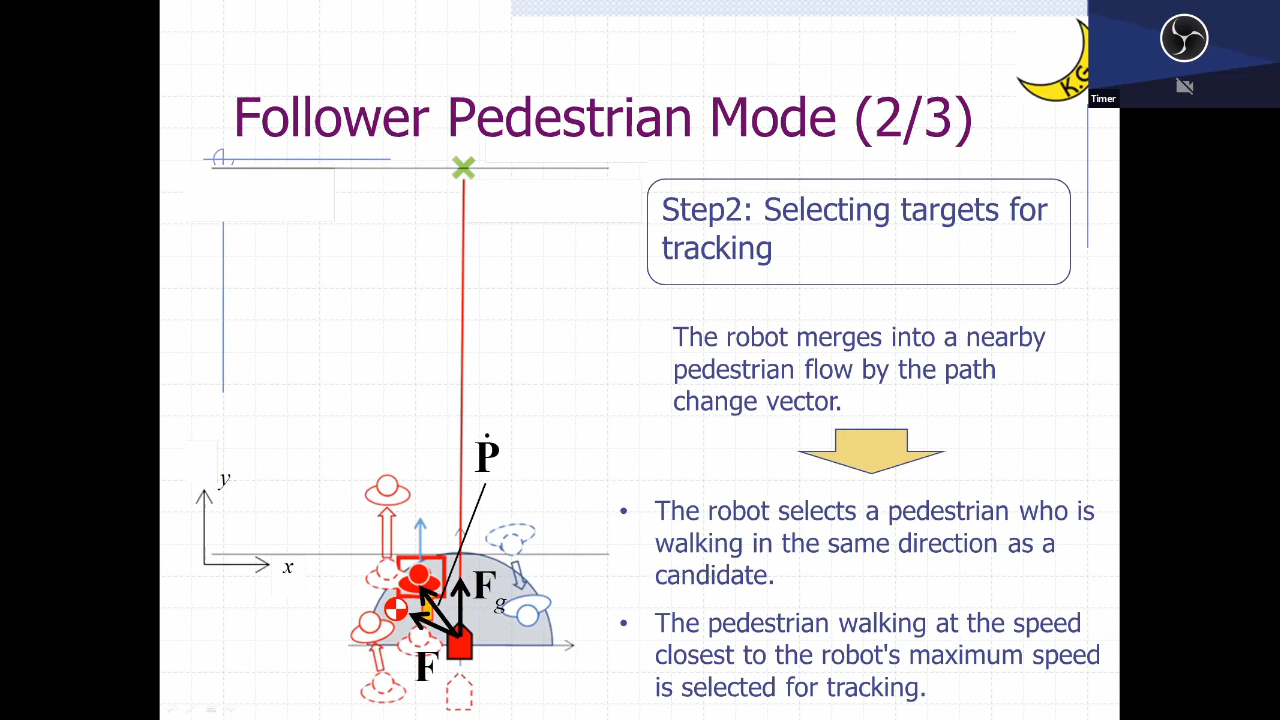 K.G
Timer
Follower Pedestrian Mode (2/3)
Step2: Selecting targets for
tracking
The robot merges into a nearby
pedestrian flow by the path
change vector.
Ṗ
y
x
F
g
F
• The robot selects a pedestrian who is
walking in the same direction as a
candidate.
• The pedestrian walking at the speed
closest to the robot's maximum speed
is selected for tracking.